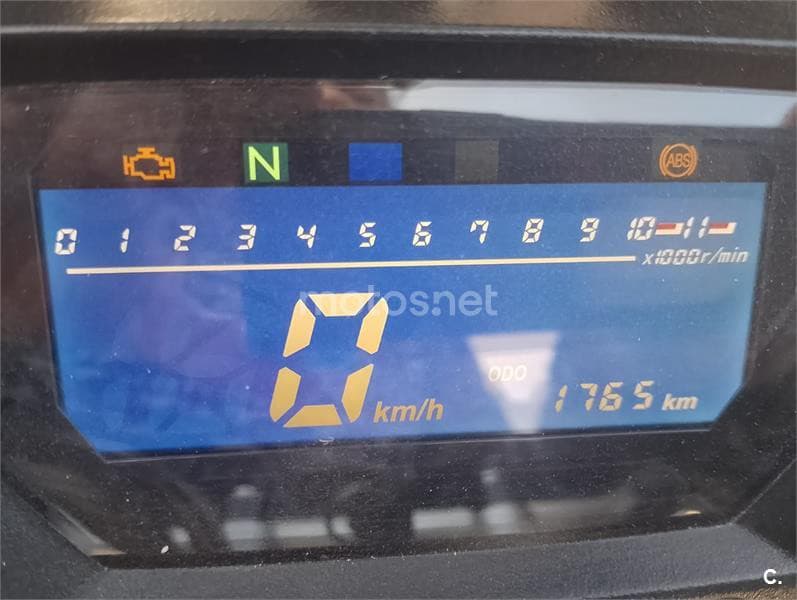 N ABS
0 1 2 3 4 5 6 7 8 9 10 11
x1000r/min
motos.net
0 km/h
ODO
1765 km
C.